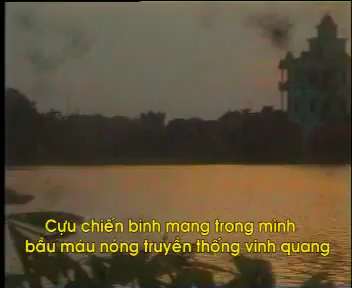 Cựu chiến binh mang trong mình
bầu máu nóng truyền thống vinh quang